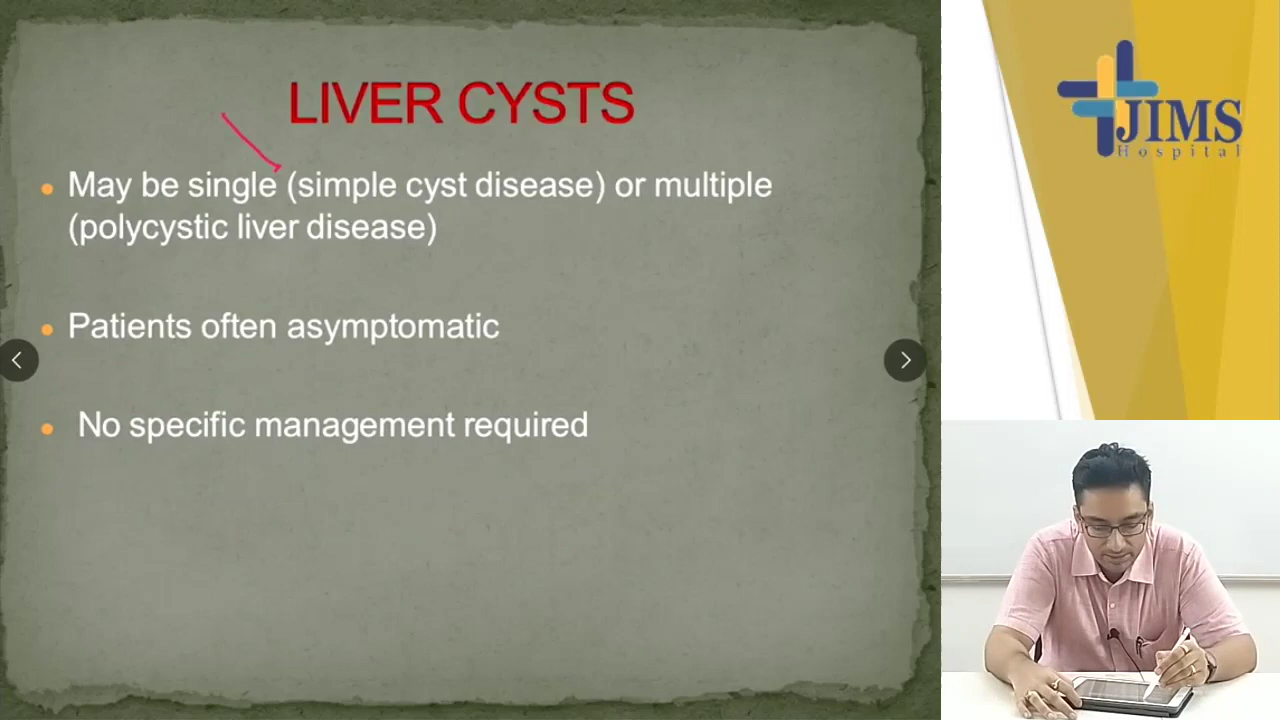 LIVER CYSTS
May be single (simple cyst disease) or multiple
(polycystic liver disease)
Patients often asymptomatic
No specific management required
JIMS
Hospital